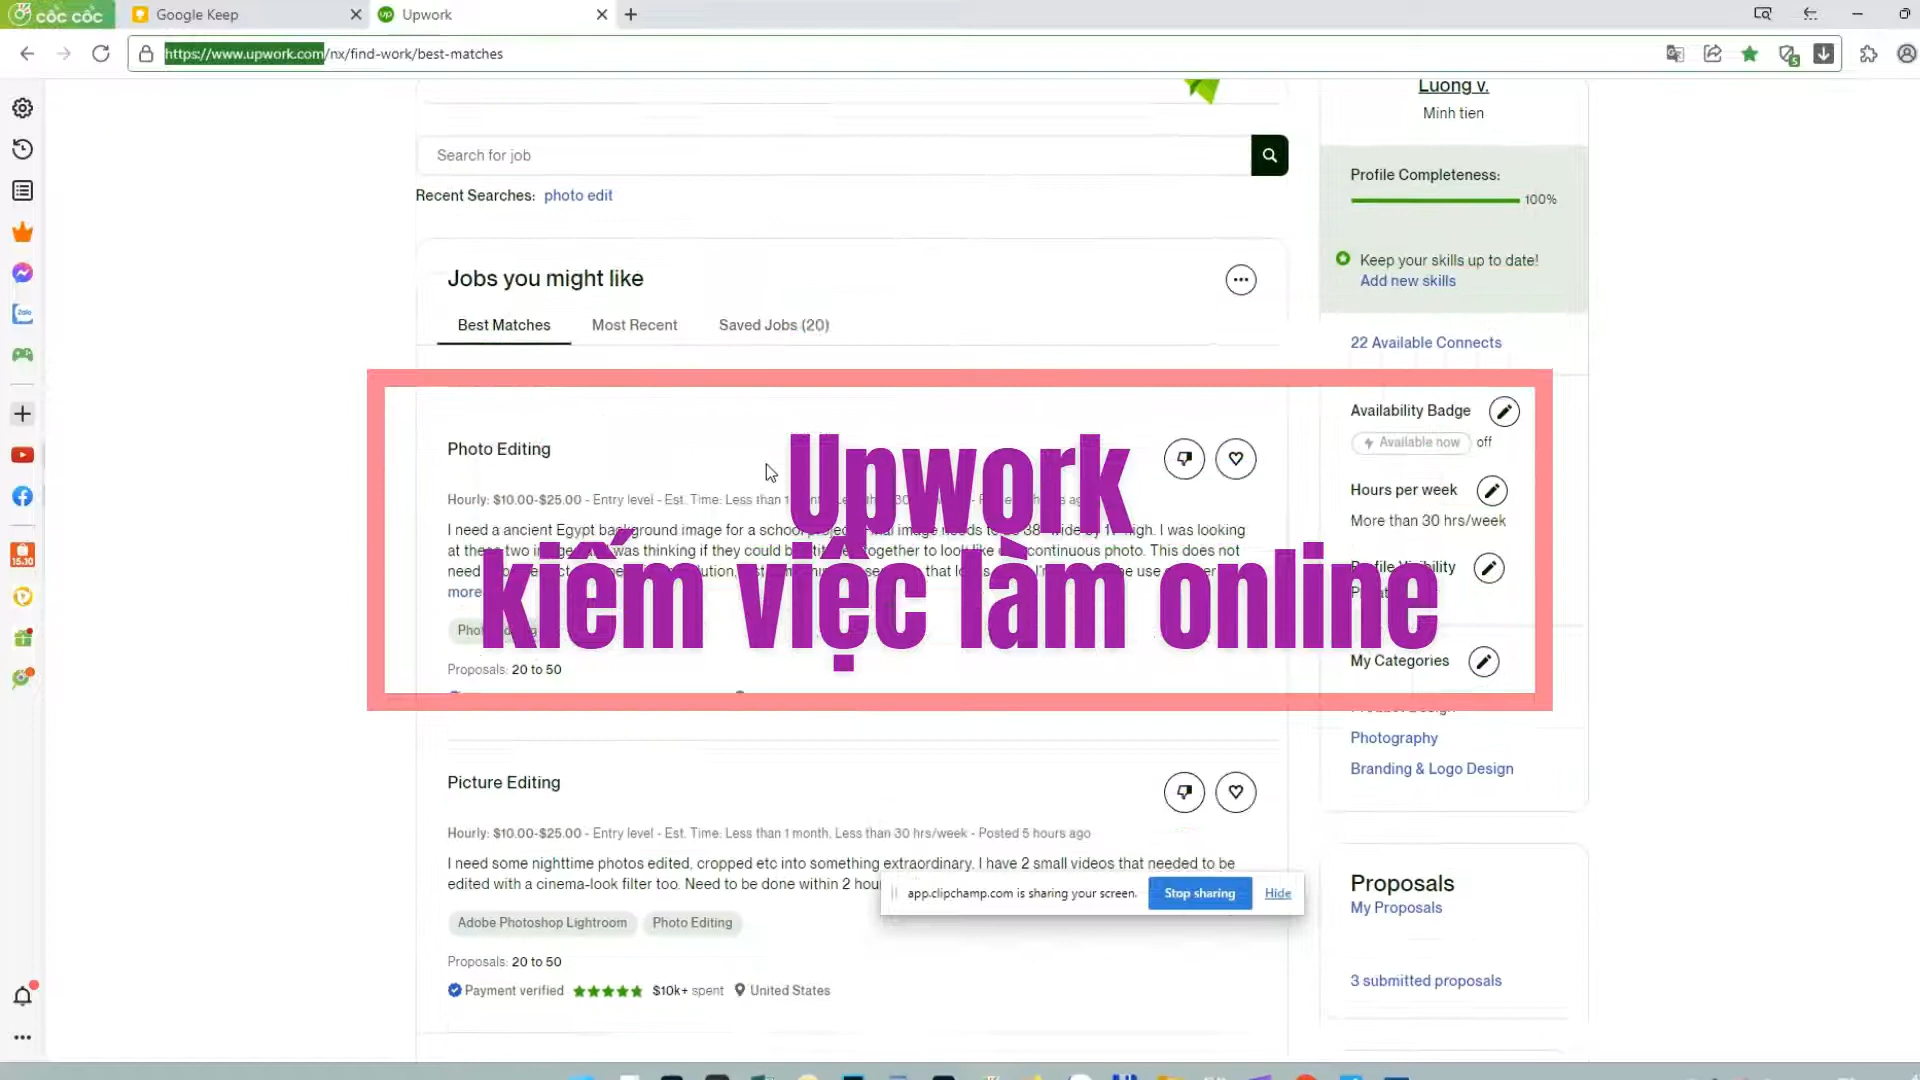 cốc cốc
Google Keep
Upwork
https://www.upwork.com/nx/find-work/best-matches
Luong v.
Minh tien
Search for job
Recent Searches: photo edit
Profile Completeness:
100%
Keep your skills up to date!
Add new skills
Jobs you might like
Best Matches
Most Recent
Saved Jobs (20)
22 Available Connects
Availability Badge
Available now off
Hours per week
More than 30 hrs/week
Upwork
kiếm việc làm online
Photo Editing
Hourly: $10.00-$25.00 - Entry level - Est. Time: Less than 1
I need a ancient Egypt background image for a school I was looking
at these two was thinking if they could be together to look like continuous photo. This does not
need that
more
Proposals: 20 to 50
My Categories
Photography
Branding & Logo Design
Picture Editing
Hourly: $10.00-$25.00 - Entry level - Est. Time: Less than 1 month, Less than 30 hrs/week - Posted 5 hours ago
I need some nighttime photos edited, cropped etc into something extraordinary. I have 2 small videos that needed to be
edited with a cinema-look filter too. Need to be done within 2
app.clipchamp.com is sharing your screen.
Stop sharing
Hide
Adobe Photoshop Lightroom
Photo Editing
Proposals: 20 to 50
Payment verified $10k+ spent United States
Proposals
My Proposals
3 submitted proposals
Zalo
15.10